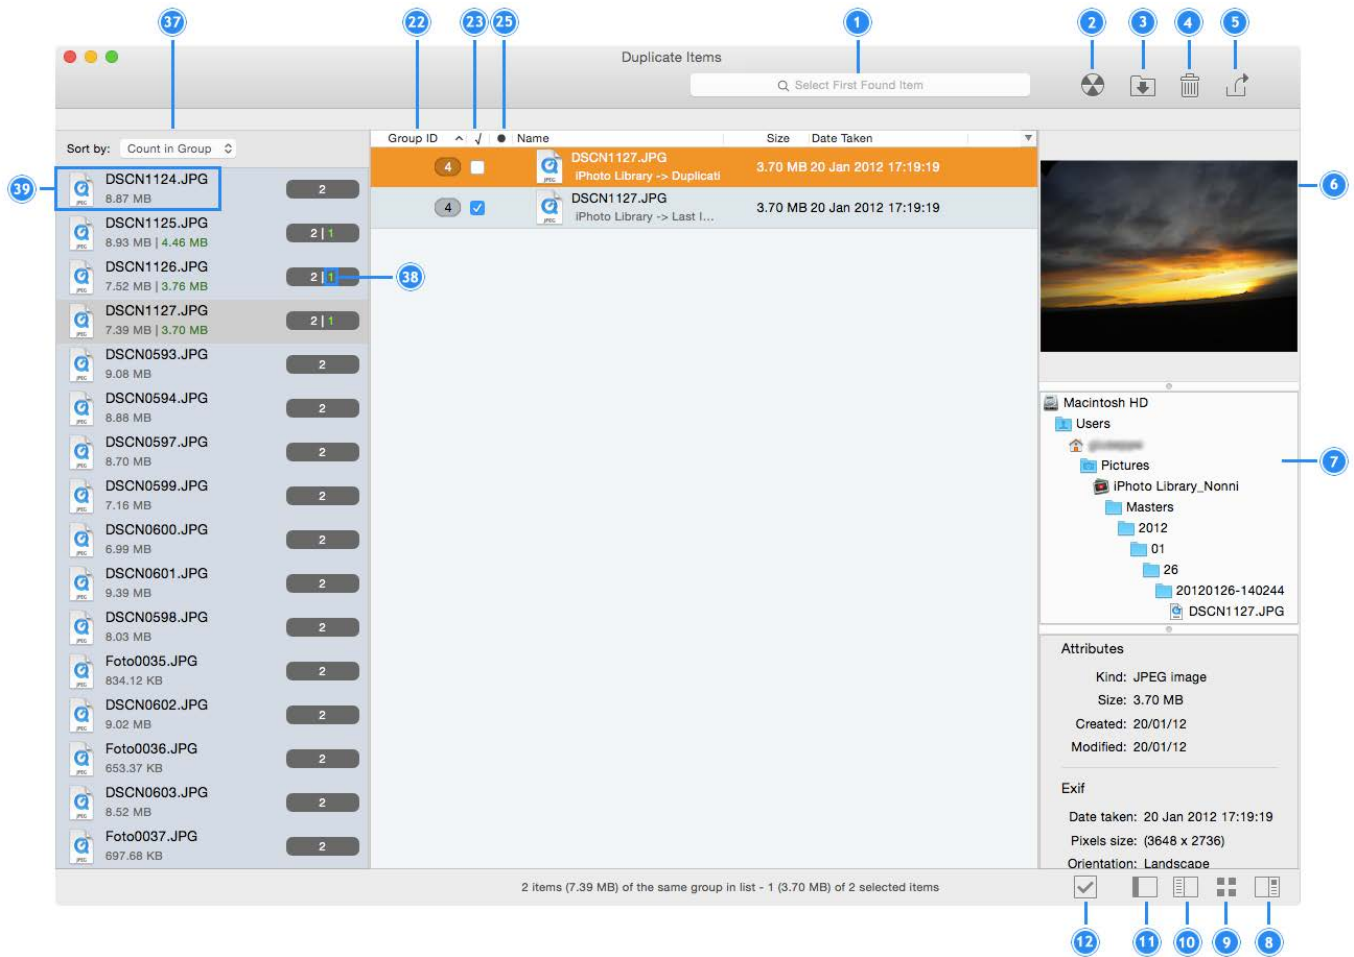 37
22
23
25
1
2
3
4
5
Duplicate Items
Select First Found Item
Sort by: Count in Group
Group ID √ Name Size Date Taken
39
DSCN1124.JPG
8.87 MB
2
DSCN1125.JPG
8.93 MB | 4.46 MB
2 | 1
DSCN1126.JPG
7.52 MB | 3.76 MB
2 | 1
38
DSCN1127.JPG
7.39 MB | 3.70 MB
2 | 1
DSCN0593.JPG
9.08 MB
2
DSCN0594.JPG
8.88 MB
2
DSCN0597.JPG
8.70 MB
2
DSCN0599.JPG
7.16 MB
2
DSCN0600.JPG
6.99 MB
2
DSCN0601.JPG
9.39 MB
2
DSCN0598.JPG
8.03 MB
2
Foto0035.JPG
834.12 KB
2
DSCN0602.JPG
9.02 MB
2
Foto0036.JPG
653.37 KB
2
DSCN0603.JPG
8.52 MB
2
Foto0037.JPG
697.68 KB
2
4
DSCN1127.JPG
iPhoto Library -> Duplicati
3.70 MB 20 Jan 2012 17:19:19
4
DSCN1127.JPG
iPhoto Library -> Last I...
3.70 MB 20 Jan 2012 17:19:19
6
Macintosh HD
Users
Pictures
7
iPhoto Library_Nonni
Masters
2012
01
26
20120126-140244
DSCN1127.JPG
Attributes
Kind: JPEG image
Size: 3.70 MB
Created: 20/01/12
Modified: 20/01/12
Exif
Date taken: 20 Jan 2012 17:19:19
Pixels size: (3648 x 2736)
Orientation: Landscape
2 items (7.39 MB) of the same group in list - 1 (3.70 MB) of 2 selected items
12
11
10
9
8